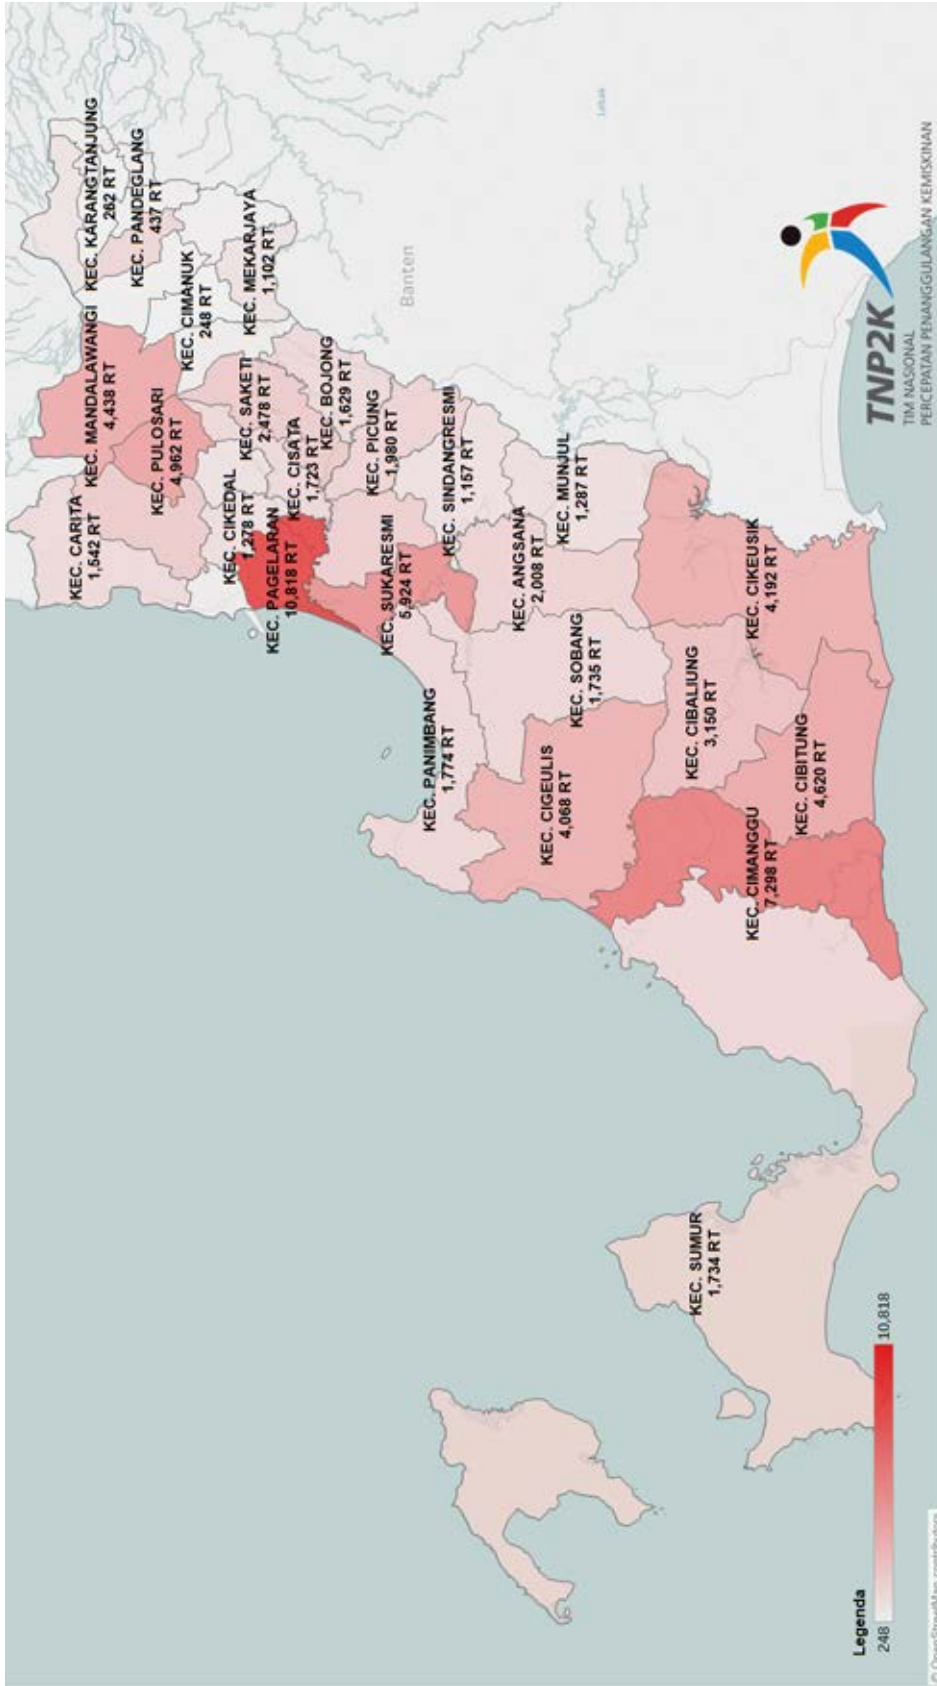 KEC. KARANGTANJUNG
262 RT
KEC. PANDEGLANG
437 RT
KEC. MANDALAWANGI
4,438 RT
KEC. CIMANUK
248 RT
KEC. MEKARJAYA
1,102 RT
KEC. CARITA
1,542 RT
KEC. PULOSARI
4,962 RT
KEC. SAKETI
2,478 RT
KEC. CIKEDAL
1,278 RT
KEC. CISATA
1,723 RT
KEC. BOJONG
1,629 RT
KEC. PAGELARAN
10,818 RT
KEC. PICUNG
1,980 RT
KEC. SUKARESMI
5,924 RT
KEC. SINDANGRESMI
1,157 RT
KEC. ANGSANA
2,008 RT
KEC. MUNJUL
1,287 RT
KEC. PANIMBANG
1,774 RT
KEC. SOBANG
1,735 RT
KEC. CIGEULIS
4,068 RT
KEC. CIBALIUNG
3,150 RT
KEC. CIKEUSIK
4,192 RT
KEC. CIBITUNG
4,620 RT
KEC. CIMANGGU
7,298 RT
KEC. SUMUR
1,734 RT
Banten
Lebak
Legenda
248
10,818
TNP2K
TIM NASIONAL
PERCEPATAN PENANGGULANGAN KEMISKINAN
© OpenStreetMap contributors